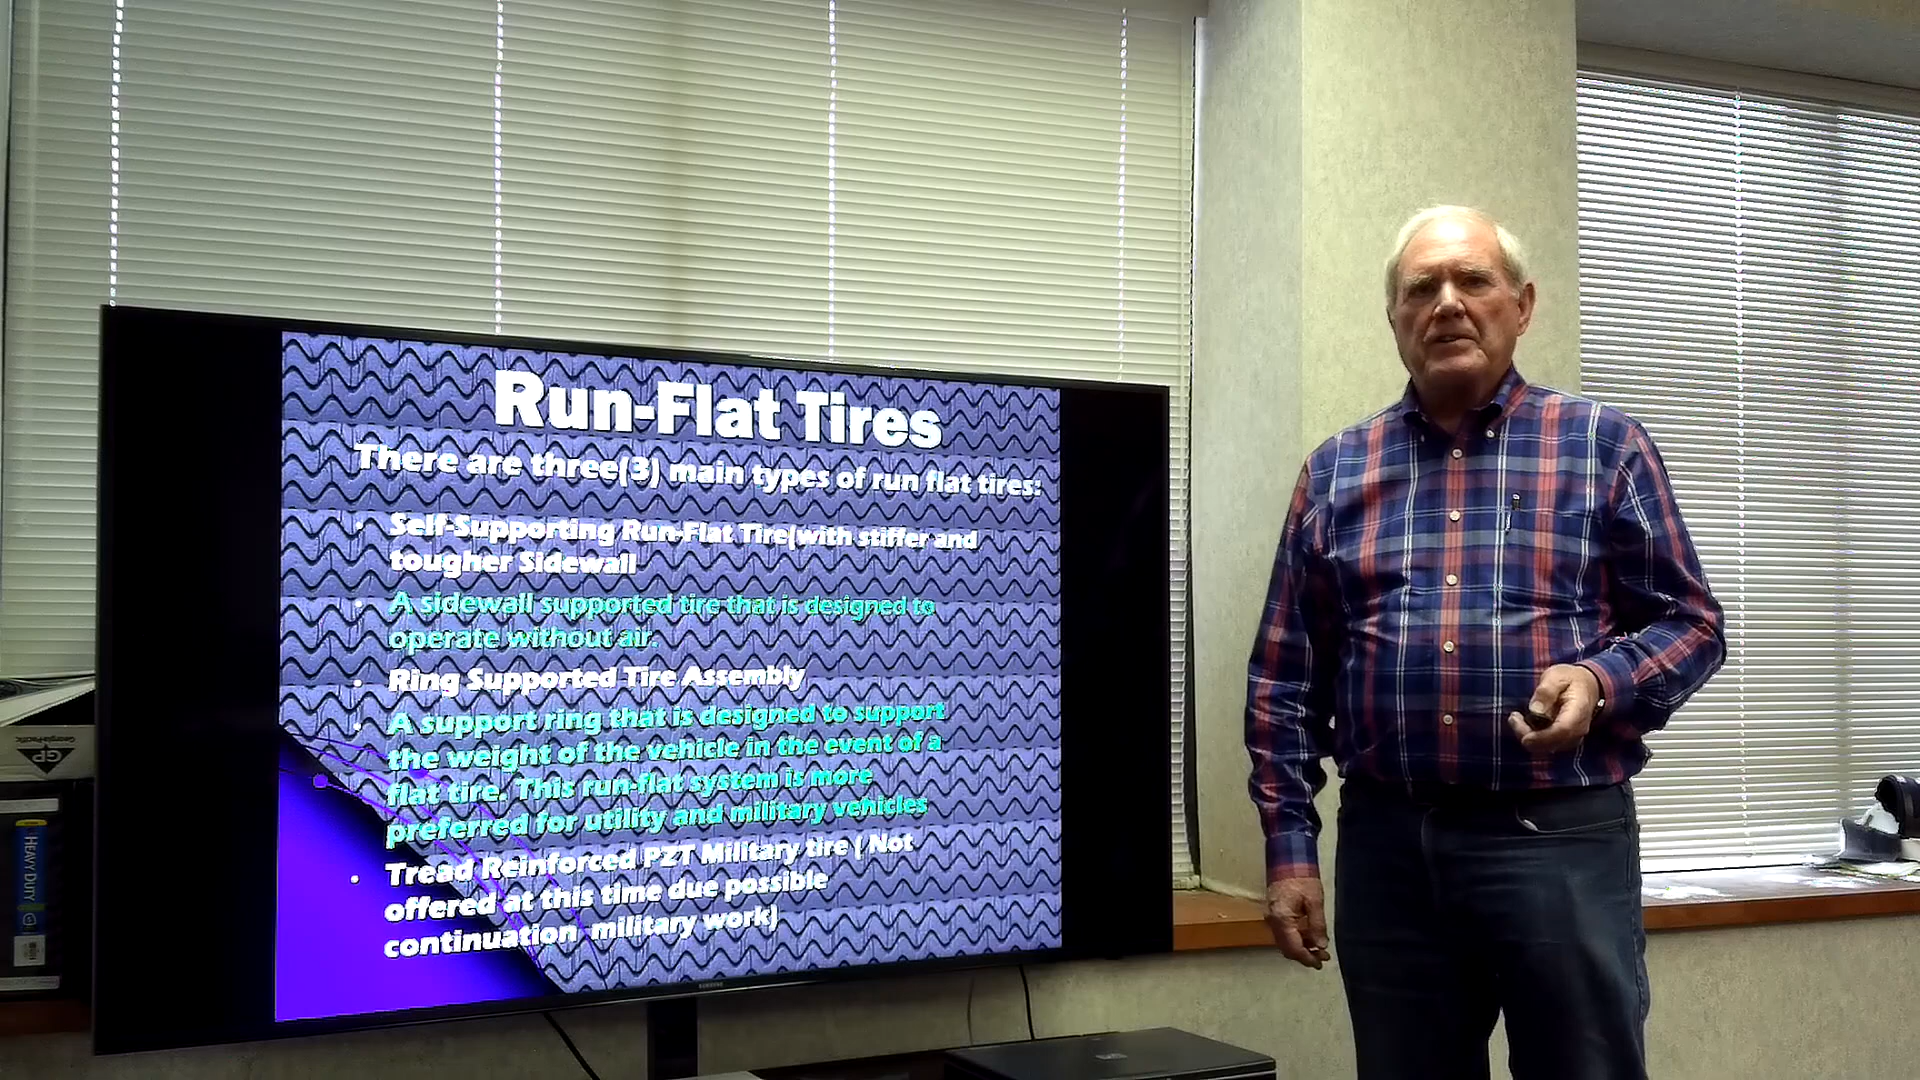 Run-Flat Tires
There are three(3) main types of run flat tires:
• Self-Supporting Run-Flat Tire(with stiffer and
tougher Sidewall
• A sidewall supported tire that is designed to
operate without air.
• Ring Supported Tire Assembly
• A support ring that is designed to support
the weight of the vehicle in the event of a
flat tire. This run-flat system is more
preferred for utility and military vehicles
• Tread Reinforced PZT Military tire ( Not
offered at this time due possible
continuation military work)
SAMSUNG
GP
Georgia-Pacific
HEAVY DUTY